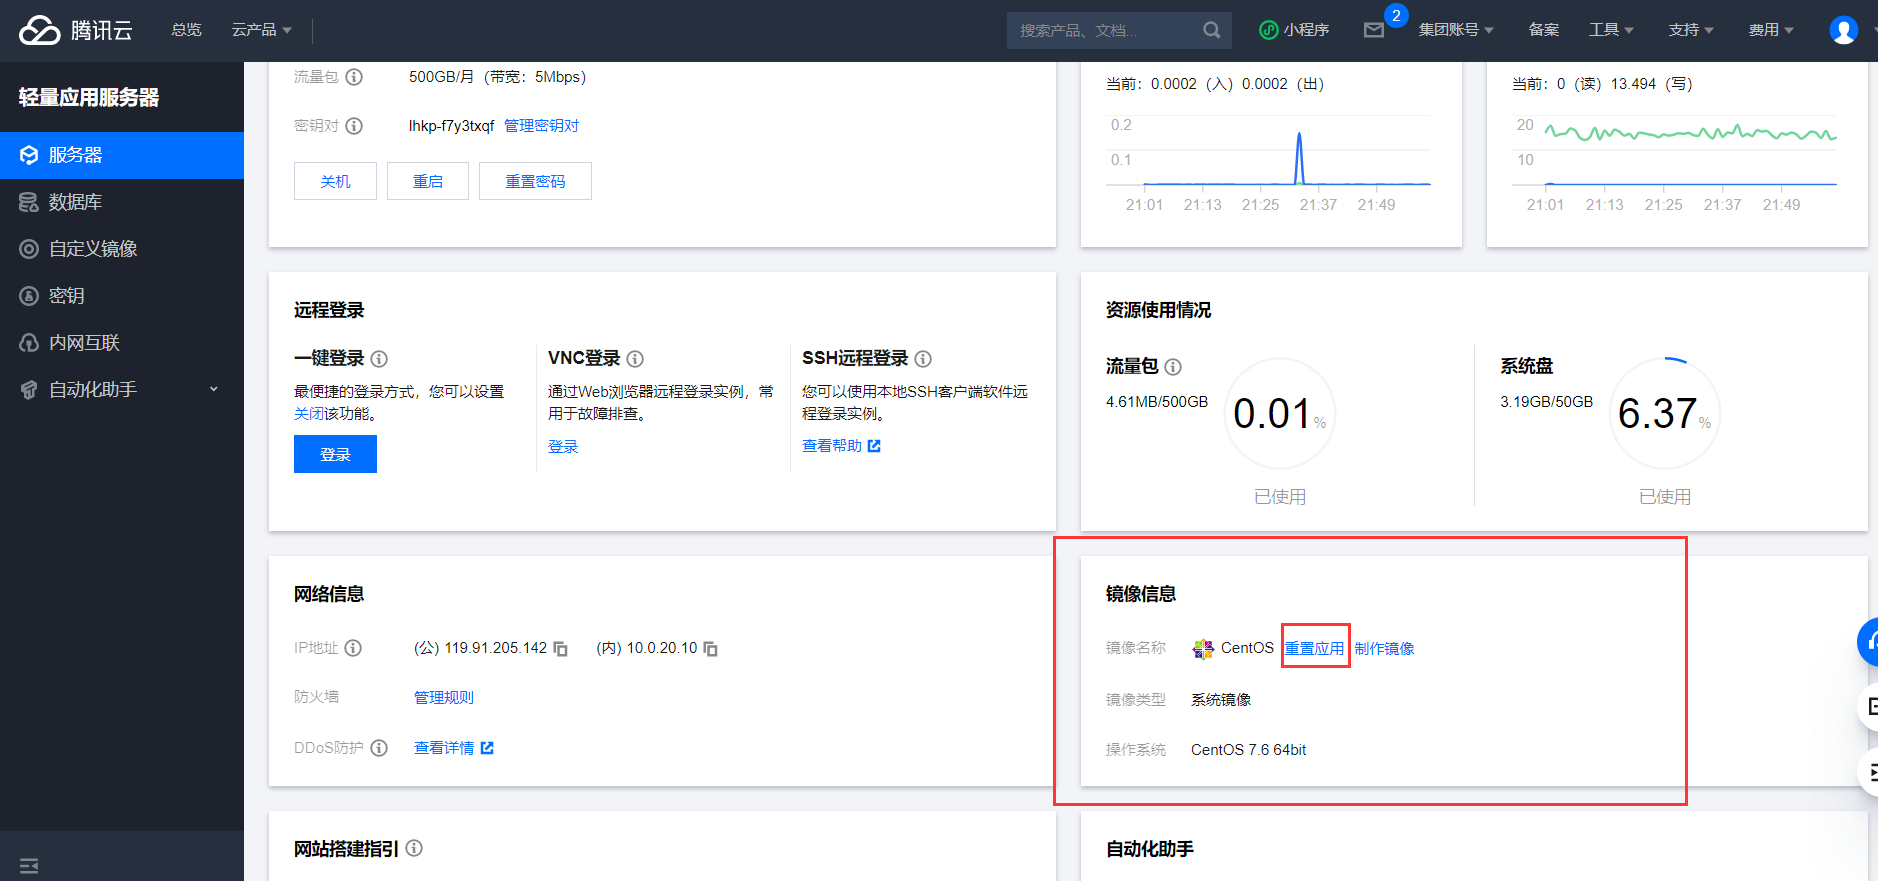 腾讯云 总览 云产品 搜索产品、文档... 小程序 2 集团账号 备案 工具 支持 费用
轻量应用服务器
服务器
数据库
自定义镜像
密钥
内网互联
自动化助手
流量包 500GB/月（带宽：5Mbps）
密钥对 lhkp-f7y3txqf 管理密钥对
关机 重启 重置密码
当前：0.0002（入）0.0002（出）
0.2
0.1
21:01 21:13 21:25 21:37 21:49
当前：0（读）13.494（写）
20
10
21:01 21:13 21:25 21:37 21:49
远程登录
一键登录
最便捷的登录方式，您可以设置
关闭该功能。
登录
VNC登录
通过Web浏览器远程登录实例，常
用于故障排查。
登录
SSH远程登录
您可以使用本地SSH客户端软件远
程登录实例。
查看帮助
资源使用情况
流量包
4.61MB/500GB
0.01%
已使用
系统盘
3.19GB/50GB
6.37%
已使用
网络信息
IP地址 (公) 119.91.205.142 (内) 10.0.20.10
防火墙 管理规则
DDoS防护 查看详情
镜像信息
镜像名称 CentOS 重置应用 制作镜像
镜像类型 系统镜像
操作系统 CentOS 7.6 64bit
网站搭建指引
自动化助手